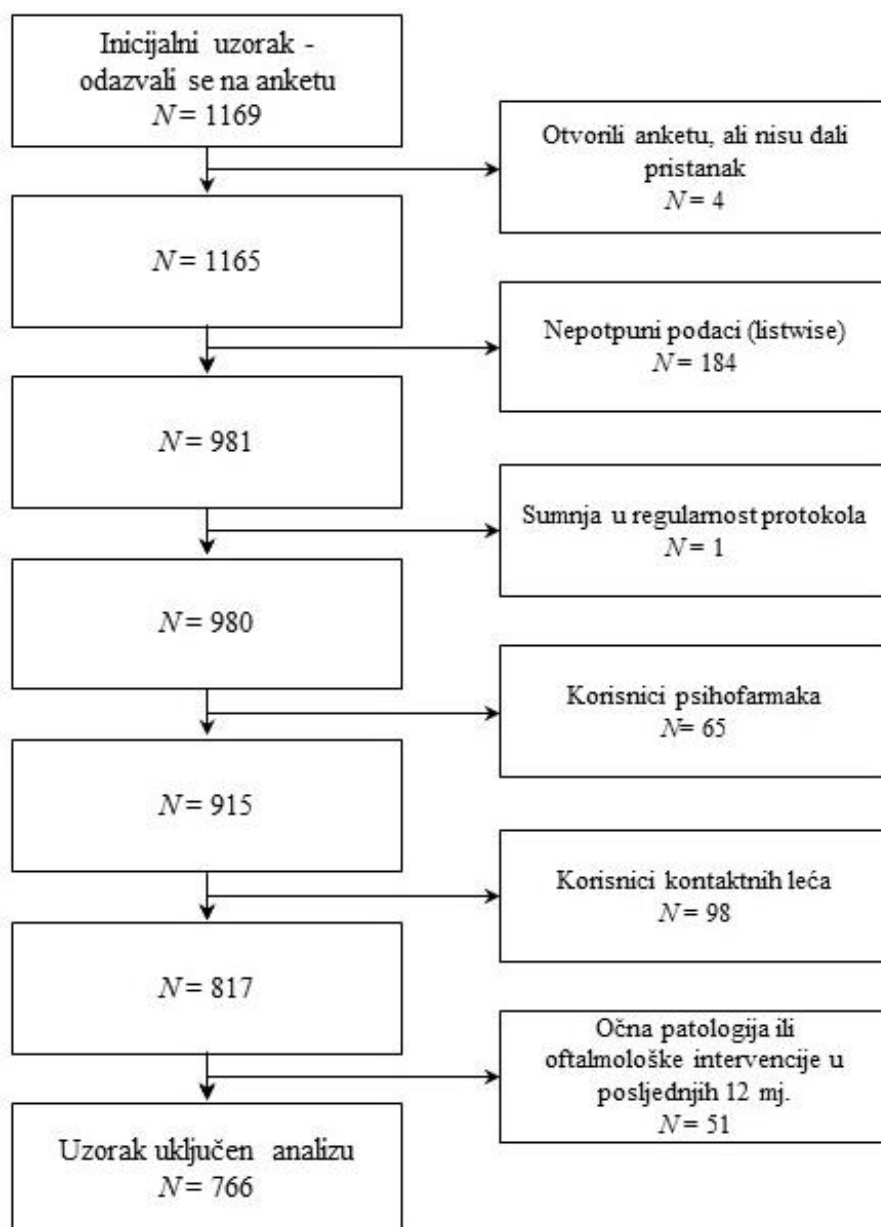 Inicijalni uzorak -
odazvali se na anketu
N = 1169
Otvorili anketu, ali nisu dali
pristanak
N = 4
N = 1165
Nepotpuni podaci (listwise)
N = 184
N = 981
Sumnja u regularnost protokola
N = 1
N = 980
Korisnici psihofarmaka
N = 65
N = 915
Korisnici kontaktnih leća
N = 98
N = 817
Očna patologija ili
oftalmološke intervencije u
posljednjih 12 mj.
N = 51
Uzorak uključen analizu
N = 766